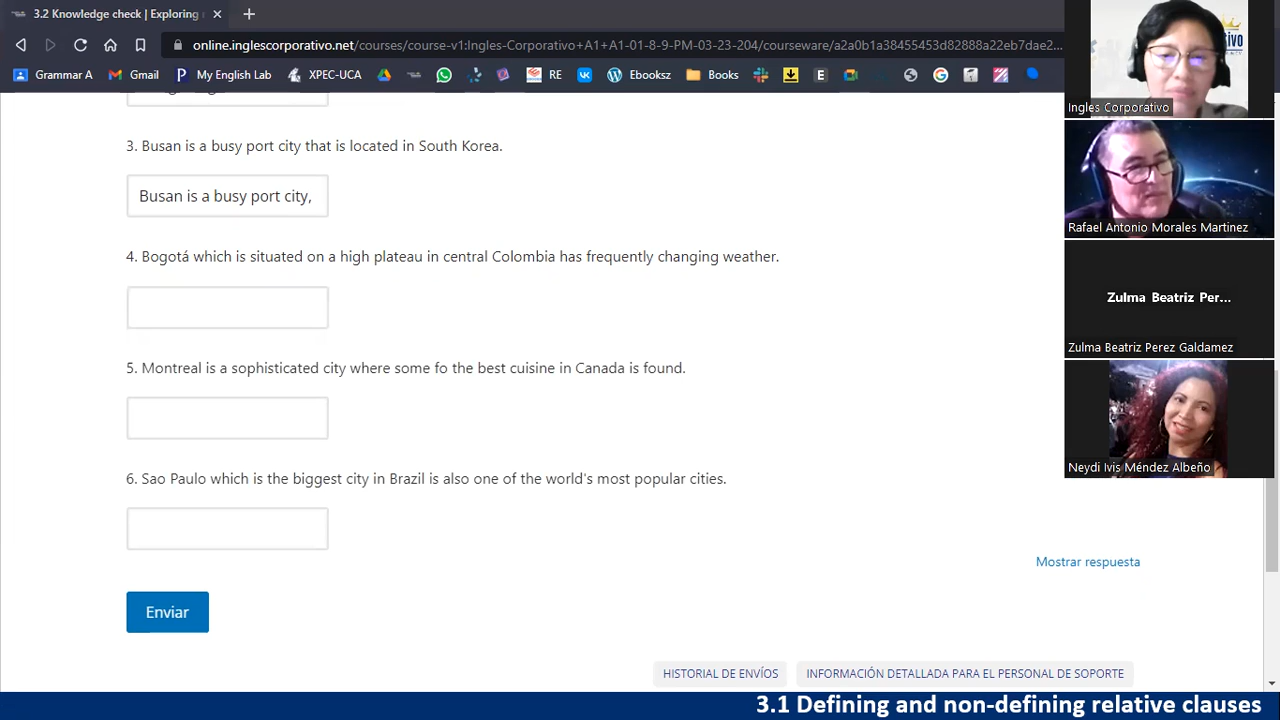 3.2 Knowledge check | Exploring
online.inglescorporativo.net/courses/course-v1:Ingles-Corporativo+A1+A1-01-8-9-PM-03-23-204/courseware/a2a0b1a38455453d82888a22eb7dae2...
Grammar A
Gmail
My English Lab
XPEC-UCA
RE
Ebooksz
Books
3. Busan is a busy port city that is located in South Korea.
Busan is a busy port city,
4. Bogotá which is situated on a high plateau in central Colombia has frequently changing weather.
5. Montreal is a sophisticated city where some fo the best cuisine in Canada is found.
6. Sao Paulo which is the biggest city in Brazil is also one of the world's most popular cities.
Mostrar respuesta
Enviar
HISTORIAL DE ENVÍOS
INFORMACIÓN DETALLADA PARA EL PERSONAL DE SOPORTE
Ingles Corporativo
Rafael Antonio Morales Martinez
Zulma Beatriz Per...
Zulma Beatriz Perez Galdamez
Neydi Ivis Méndez Albeño
3.1 Defining and non-defining relative clauses